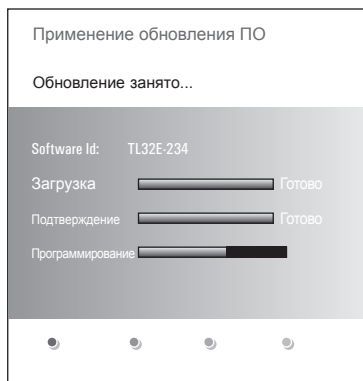 Применение обновления ПО
Обновление занято...
Software Id: TL32E-234
Загрузка Готово
Подтверждение Готово
Программирование